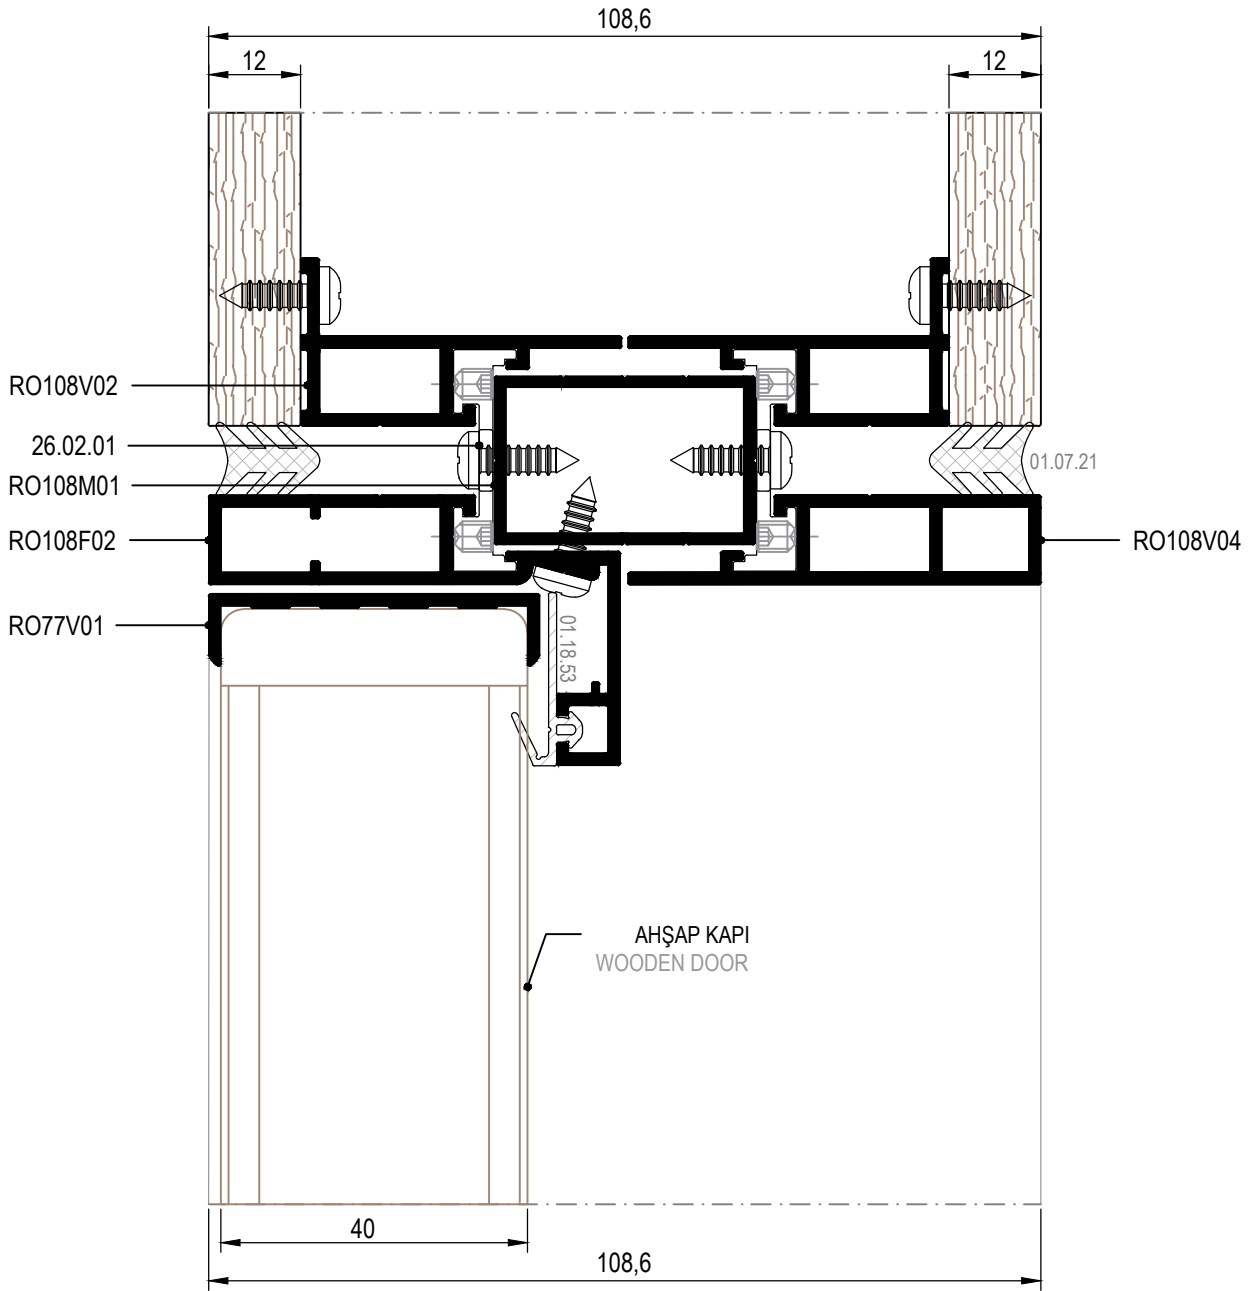 108,6
12
12
RO108V02
26.02.01
01.07.21
RO108M01
RO108F02
RO108V04
RO77V01
01.18.53
AHŞAP KAPI
WOODEN DOOR
40
108,6